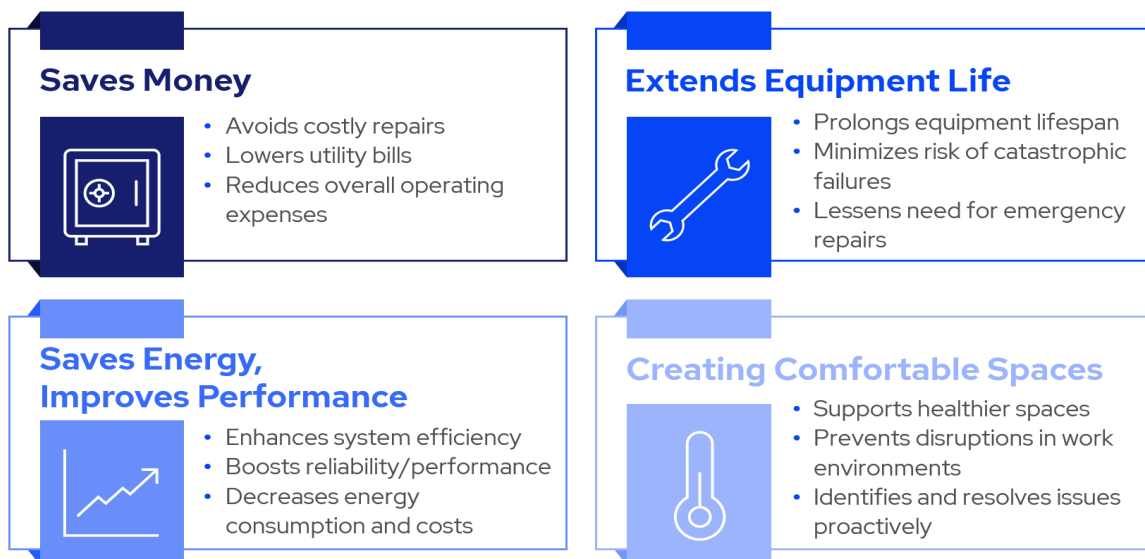 Saves Money
• Avoids costly repairs
• Lowers utility bills
• Reduces overall operating
expenses
Extends Equipment Life
• Prolongs equipment lifespan
• Minimizes risk of catastrophic
failures
• Lessens need for emergency
repairs
Saves Energy,
Improves Performance
• Enhances system efficiency
• Boosts reliability/performance
• Decreases energy
consumption and costs
Creating Comfortable Spaces
• Supports healthier spaces
• Prevents disruptions in work
environments
• Identifies and resolves issues
proactively